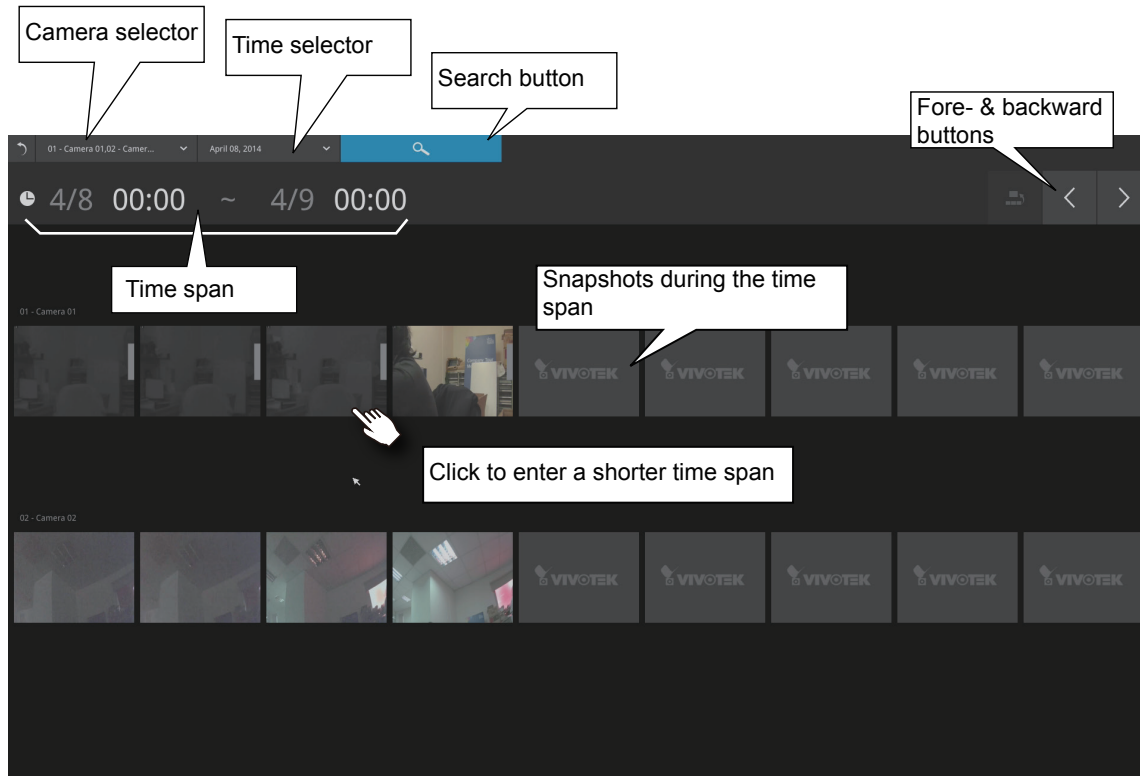 Camera selector
Time selector
Search button
Fore- & backward
buttons
01 - Camera 01,02 - Camer...
April 08, 2014
4/8 00:00 ~ 4/9 00:00
Time span
Snapshots during the time
span
01 - Camera 01
VIVOTEK VIVOTEK VIVOTEK VIVOTEK VIVOTEK
Click to enter a shorter time span
02 - Camera 02
VIVOTEK VIVOTEK VIVOTEK VIVOTEK VIVOTEK